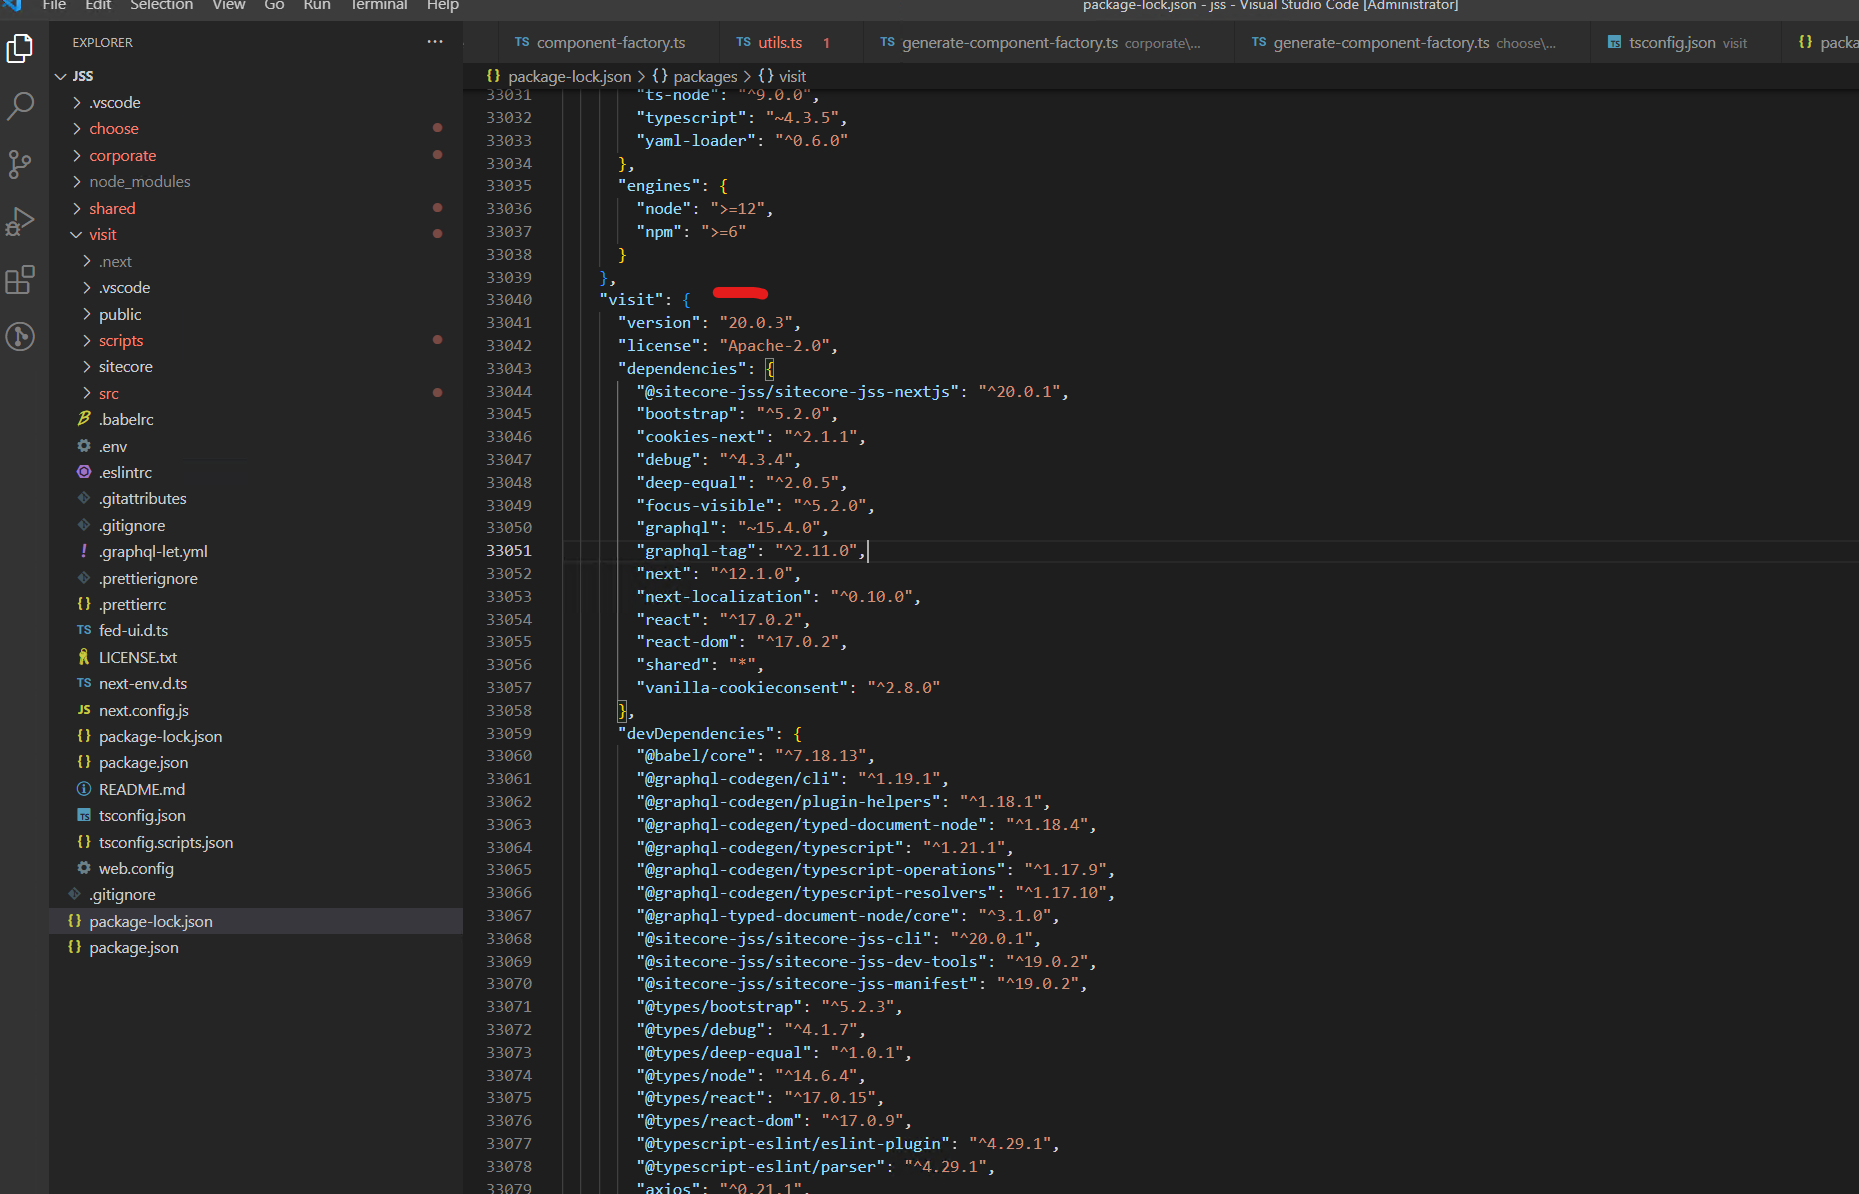 File Edit Selection View Go Run Terminal Help
package-lock.json - jss - Visual Studio Code [Administrator]
EXPLORER
JSS
.vscode
choose
corporate
node_modules
shared
visit
.next
.vscode
public
scripts
sitecore
src
.babelrc
.env
.eslintrc
.gitattributes
.gitignore
.graphql-let.yml
.prettierignore
.prettierrc
TS fed-ui.d.ts
LICENSE.txt
TS next-env.d.ts
JS next.config.js
{} package-lock.json
{} package.json
README.md
tsconfig.json
{} tsconfig.scripts.json
web.config
.gitignore
{} package-lock.json
{} package.json
TS component-factory.ts
TS utils.ts 1
TS generate-component-factory.ts corporate\...
TS generate-component-factory.ts choose\...
TS tsconfig.json visit
{} packa
{} package-lock.json > {} packages > {} visit
33031 "ts-node": "^9.0.0",
33032 "typescript": "~4.3.5",
33033 "yaml-loader": "^0.6.0"
33034 },
33035 "engines": {
33036 "node": ">=12",
33037 "npm": ">=6"
33038 }
33039 },
33040 "visit": {
33041 "version": "20.0.3",
33042 "license": "Apache-2.0",
33043 "dependencies": {
33044 "@sitecore-jss/sitecore-jss-nextjs": "^20.0.1",
33045 "bootstrap": "^5.2.0",
33046 "cookies-next": "^2.1.1",
33047 "debug": "^4.3.4",
33048 "deep-equal": "^2.0.5",
33049 "focus-visible": "^5.2.0",
33050 "graphql": "~15.4.0",
33051 "graphql-tag": "^2.11.0",
33052 "next": "^12.1.0",
33053 "next-localization": "^0.10.0",
33054 "react": "^17.0.2",
33055 "react-dom": "^17.0.2",
33056 "shared": "*",
33057 "vanilla-cookieconsent": "^2.8.0"
33058 },
33059 "devDependencies": {
33060 "@babel/core": "^7.18.13",
33061 "@graphql-codegen/cli": "^1.19.1",
33062 "@graphql-codegen/plugin-helpers": "^1.18.1",
33063 "@graphql-codegen/typed-document-node": "^1.18.4",
33064 "@graphql-codegen/typescript": "^1.21.1",
33065 "@graphql-codegen/typescript-operations": "^1.17.9",
33066 "@graphql-codegen/typescript-resolvers": "^1.17.10",
33067 "@graphql-typed-document-node/core": "^3.1.0",
33068 "@sitecore-jss/sitecore-jss-cli": "^20.0.1",
33069 "@sitecore-jss/sitecore-jss-dev-tools": "^19.0.2",
33070 "@sitecore-jss/sitecore-jss-manifest": "^19.0.2",
33071 "@types/bootstrap": "^5.2.3",
33072 "@types/debug": "^4.1.7",
33073 "@types/deep-equal": "^1.0.1",
33074 "@types/node": "^14.6.4",
33075 "@types/react": "^17.0.15",
33076 "@types/react-dom": "^17.0.9",
33077 "@typescript-eslint/eslint-plugin": "^4.29.1",
33078 "@typescript-eslint/parser": "^4.29.1",
33079 "axios": "^0.21.1",